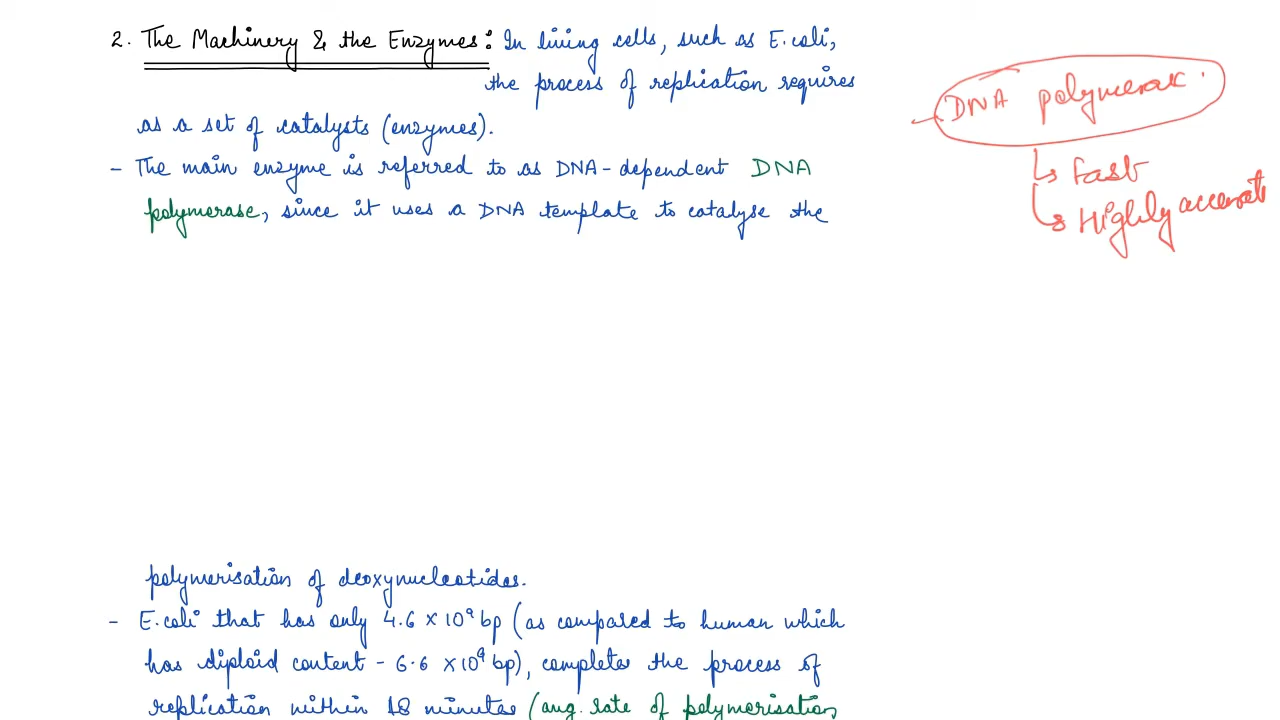 2. The Machinery & the Enzymes: In living cells, such as E.coli,
the process of replication requires
as a set of catalysts (enzymes).
- The main enzyme is referred to as DNA-dependent DNA
polymerase, since it uses a DNA template to catalyse the
DNA polymerase
Fast
Highly accurate
polymerisation of deoxynucleotides.
- E.coli that has only 4.6 × 10⁹ bp (as compared to human which
has diploid content - 6.6 × 10⁹ bp), completes the process of
replication within 18 minutes (avg. rate of polymerisation